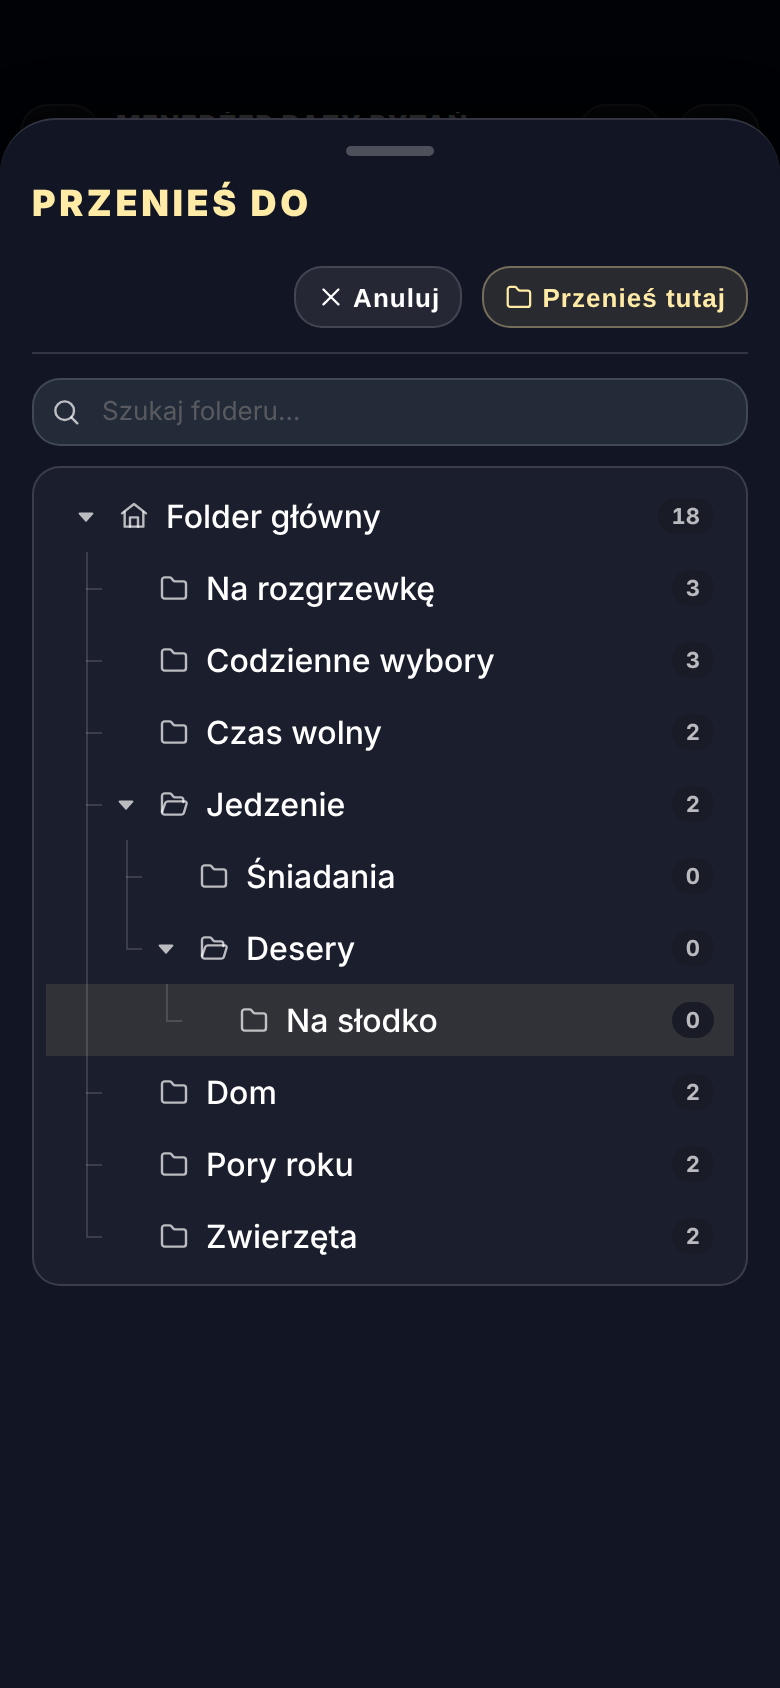 PRZENIEŚ DO
Anuluj
Przenieś tutaj
Szukaj folderu...
Folder główny 18
Na rozgrzewkę 3
Codzienne wybory 3
Czas wolny 2
Jedzenie 2
Śniadania 0
Desery 0
Na słodko 0
Dom 2
Pory roku 2
Zwierzęta 2